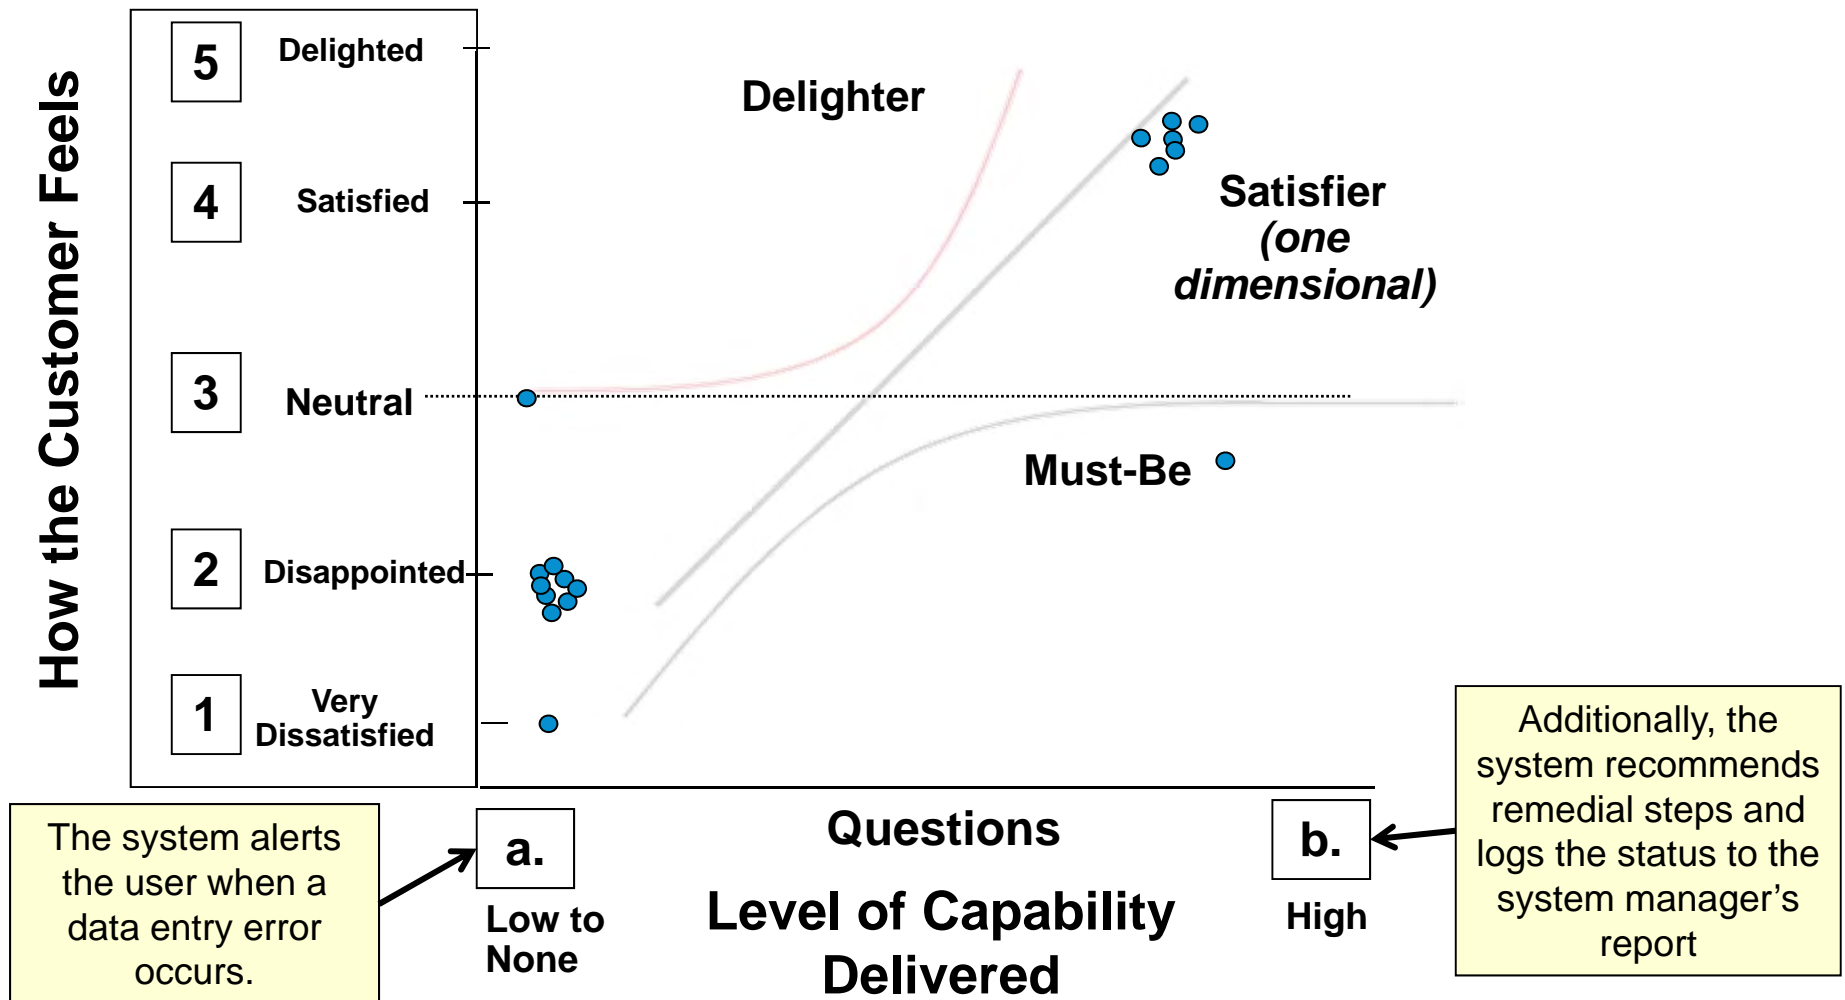 How the Customer Feels
5
Delighted
4
Satisfied
3
Neutral
2
Disappointed
1
Very
Dissatisfied
Delighter
Satisfier
(one
dimensional)
Must-Be
The system alerts
the user when a
data entry error
occurs.
a.
Low to
None
Questions
Level of Capability
Delivered
b.
High
Additionally, the
system recommends
remedial steps and
logs the status to the
system manager’s
report